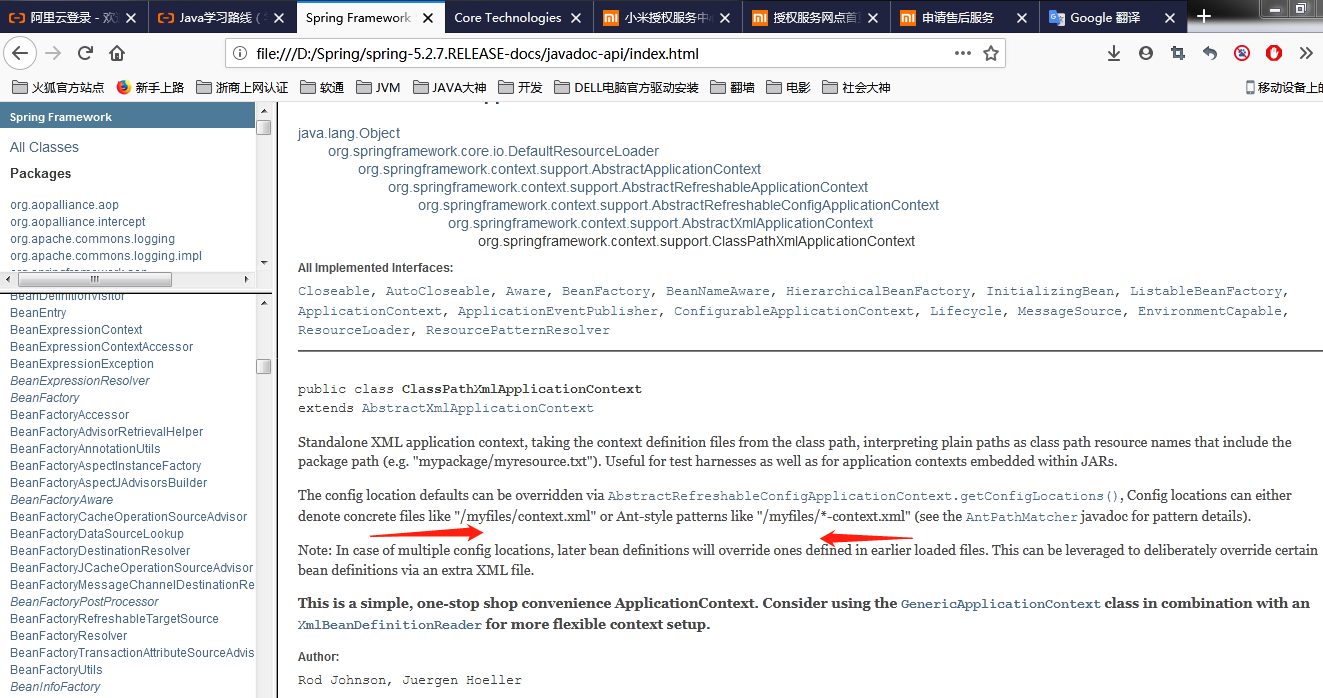 阿里云登录 - 欢
Java学习路线 (
Spring Framework
Core Technologies
小米授权服务中
授权服务网点首
申请售后服务
Google 翻译
file:///D:/Spring/spring-5.2.7.RELEASE-docs/javadoc-api/index.html
火狐官方站点
新手上路
浙商上网认证
软通
JVM
JAVA大神
开发
DELL电脑官方驱动安装
翻墙
电影
社会大神
移动设备上的
Spring Framework
All Classes
Packages
org.aopalliance.aop
org.aopalliance.intercept
org.apache.commons.logging
org.apache.commons.logging.impl
BeanDefinitionVisitor
BeanEntry
BeanExpressionContext
BeanExpressionContextAccessor
BeanExpressionException
BeanExpressionResolver
BeanFactory
BeanFactoryAccessor
BeanFactoryAdvisorRetrievalHelper
BeanFactoryAnnotationUtils
BeanFactoryAspectInstanceFactory
BeanFactoryAspectJAdvisorsBuilder
BeanFactoryAware
BeanFactoryCacheOperationSourceAdvisor
BeanFactoryDataSourceLookup
BeanFactoryDestinationResolver
BeanFactoryJCacheOperationSourceAdvisor
BeanFactoryMessageChannelDestinationRe
BeanFactoryPostProcessor
BeanFactoryRefreshableTargetSource
BeanFactoryResolver
BeanFactoryTransactionAttributeSourceAdvis
BeanFactoryUtils
BeanInfoFactory
java.lang.Object
org.springframework.core.io.DefaultResourceLoader
org.springframework.context.support.AbstractApplicationContext
org.springframework.context.support.AbstractRefreshableApplicationContext
org.springframework.context.support.AbstractRefreshableConfigApplicationContext
org.springframework.context.support.AbstractXmlApplicationContext
org.springframework.context.support.ClassPathXmlApplicationContext
All Implemented Interfaces:
Closeable, AutoCloseable, Aware, BeanFactory, BeanNameAware, HierarchicalBeanFactory, InitializingBean, ListableBeanFactory,
ApplicationContext, ApplicationEventPublisher, ConfigurableApplicationContext, Lifecycle, MessageSource, EnvironmentCapable,
ResourceLoader, ResourcePatternResolver
public class ClassPathXmlApplicationContext
extends AbstractXmlApplicationContext
Standalone XML application context, taking the context definition files from the class path, interpreting plain paths as class path resource names that include the
package path (e.g. "mypackage/myresource.txt"). Useful for test harnesses as well as for application contexts embedded within JARs.
The config location defaults can be overridden via AbstractRefreshableConfigApplicationContext.getConfigLocations(), Config locations can either
denote concrete files like "/myfiles/context.xml" or Ant-style patterns like "/myfiles/*-context.xml" (see the AntPathMatcher javadoc for pattern details).
Note: In case of multiple config locations, later bean definitions will override ones defined in earlier loaded files. This can be leveraged to deliberately override certain
bean definitions via an extra XML file.
This is a simple, one-stop shop convenience ApplicationContext. Consider using the GenericApplicationContext class in combination with an
XmlBeanDefinitionReader for more flexible context setup.
Author:
Rod Johnson, Juergen Hoeller